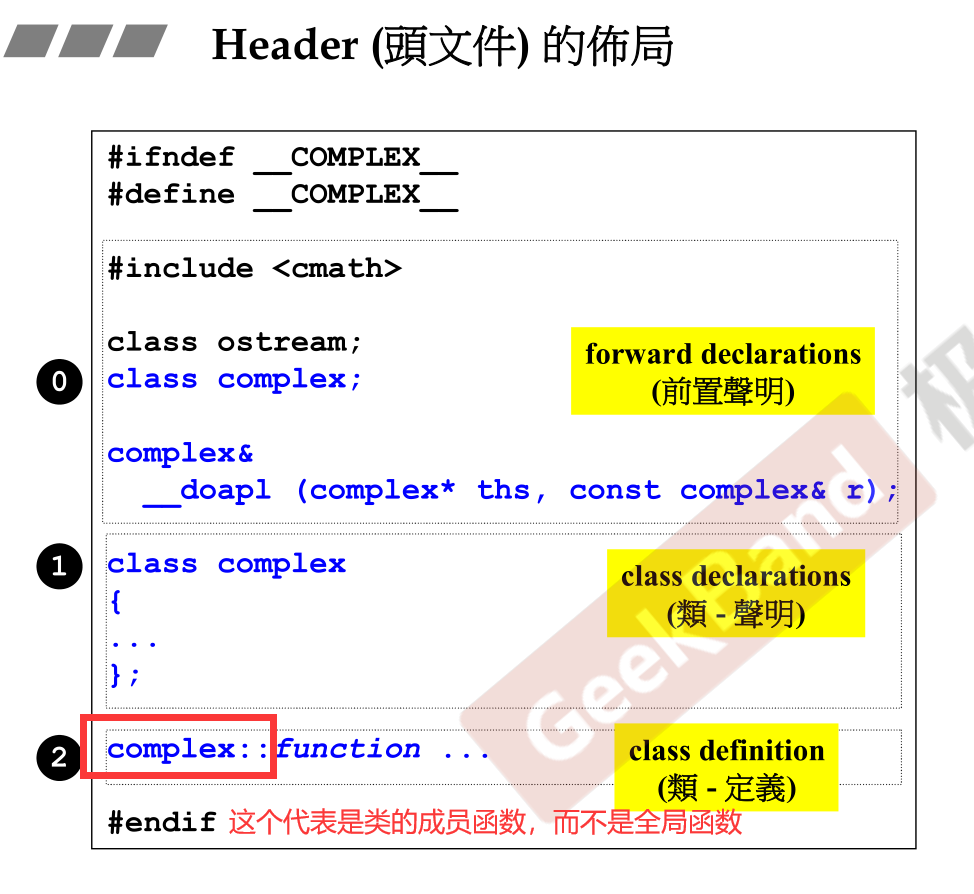 Header (頭文件) 的佈局
#ifndef __COMPLEX__
#define __COMPLEX__
#include <cmath>
class ostream;
class complex;
forward declarations
(前置聲明)
complex&
__doapl (complex* ths, const complex& r);
0
class complex
{
...
};
class declarations
(類 - 聲明)
1
complex::function ...
class definition
(類 - 定義)
2
#endif 这个代表是类的成员函数，而不是全局函数
GeekBand 极